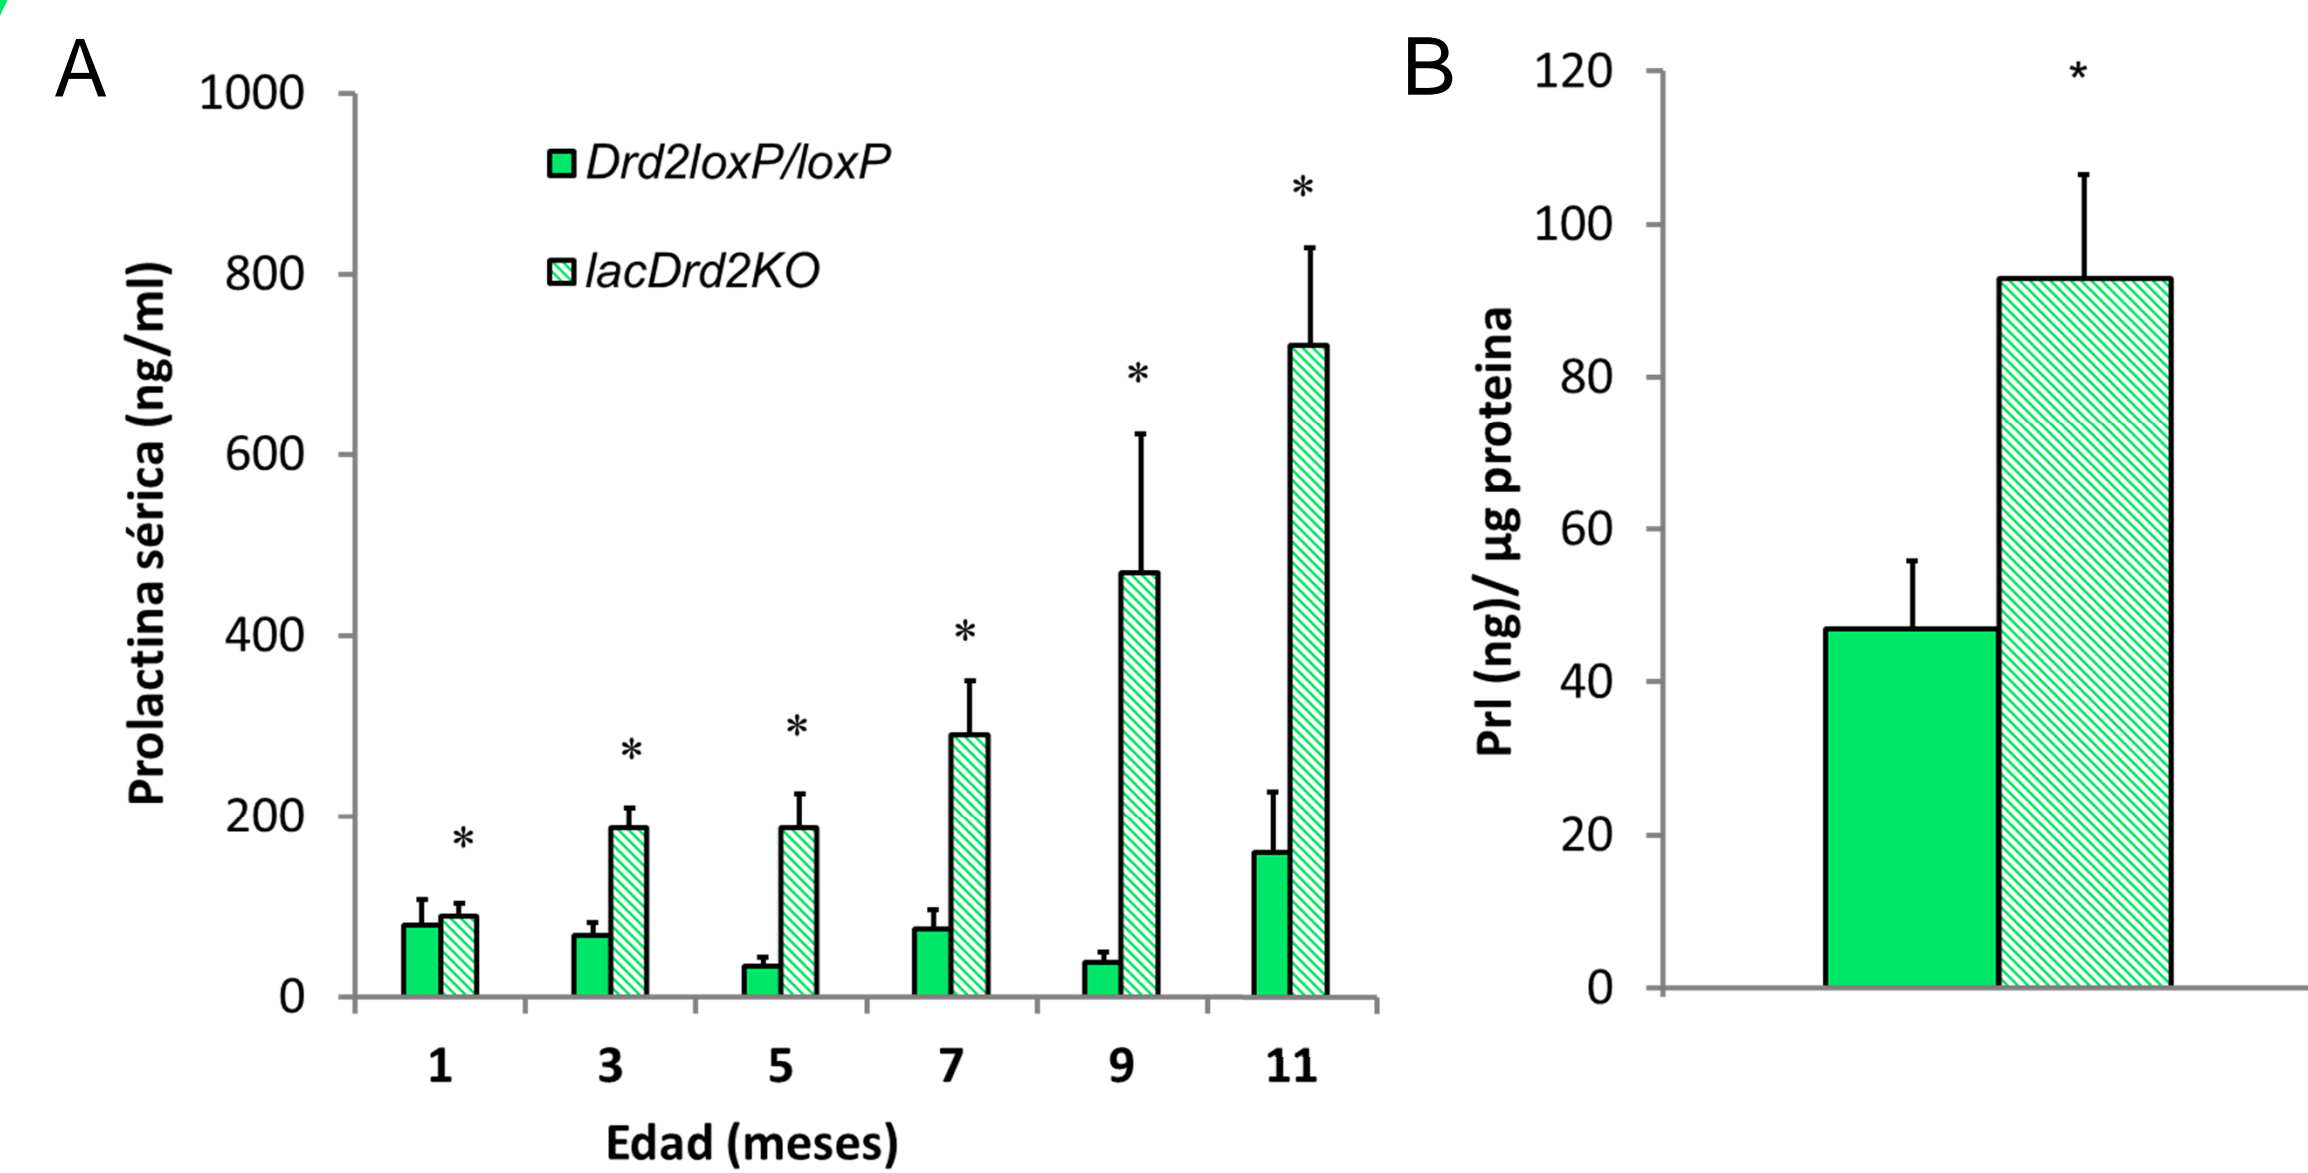 A
1000
800
600
400
200
0
Prolactina sérica (ng/ml)
Drd2loxP/loxP
lacDrd2KO
*
*
*
*
*
*
1 3 5 7 9 11
Edad (meses)
B
120
100
80
60
40
20
0
Prl (ng)/ µg proteina
*